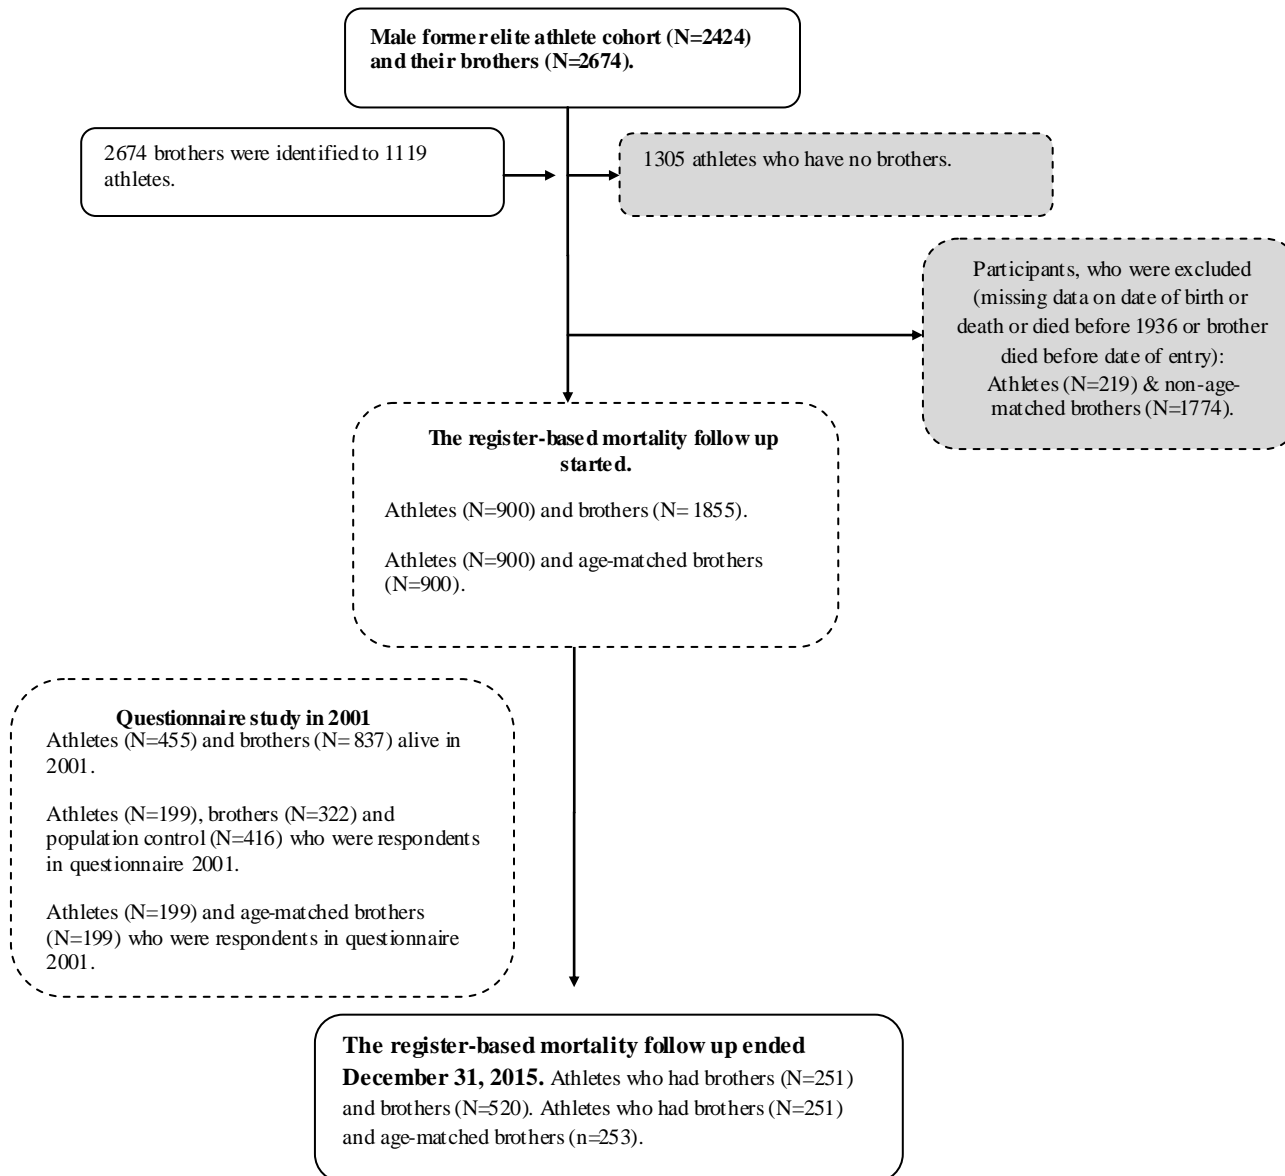 Male former elite athlete cohort (N=2424)
and their brothers (N=2674).
2674 brothers were identified to 1119
athletes.
1305 athletes who have no brothers.
Participants, who were excluded
(missing data on date of birth or
death or died before 1936 or brother
died before date of entry):
Athletes (N=219) & non-age-
matched brothers (N=1774).
The register-based mortality follow up
started.
Athletes (N=900) and brothers (N= 1855).
Athletes (N=900) and age-matched brothers
(N=900).
Questionnaire study in 2001
Athletes (N=455) and brothers (N= 837) alive in
2001.
Athletes (N=199), brothers (N=322) and
population control (N=416) who were respondents
in questionnaire 2001.
Athletes (N=199) and age-matched brothers
(N=199) who were respondents in questionnaire
2001.
The register-based mortality follow up ended
December 31, 2015. Athletes who had brothers (N=251)
and brothers (N=520). Athletes who had brothers (N=251)
and age-matched brothers (n=253).